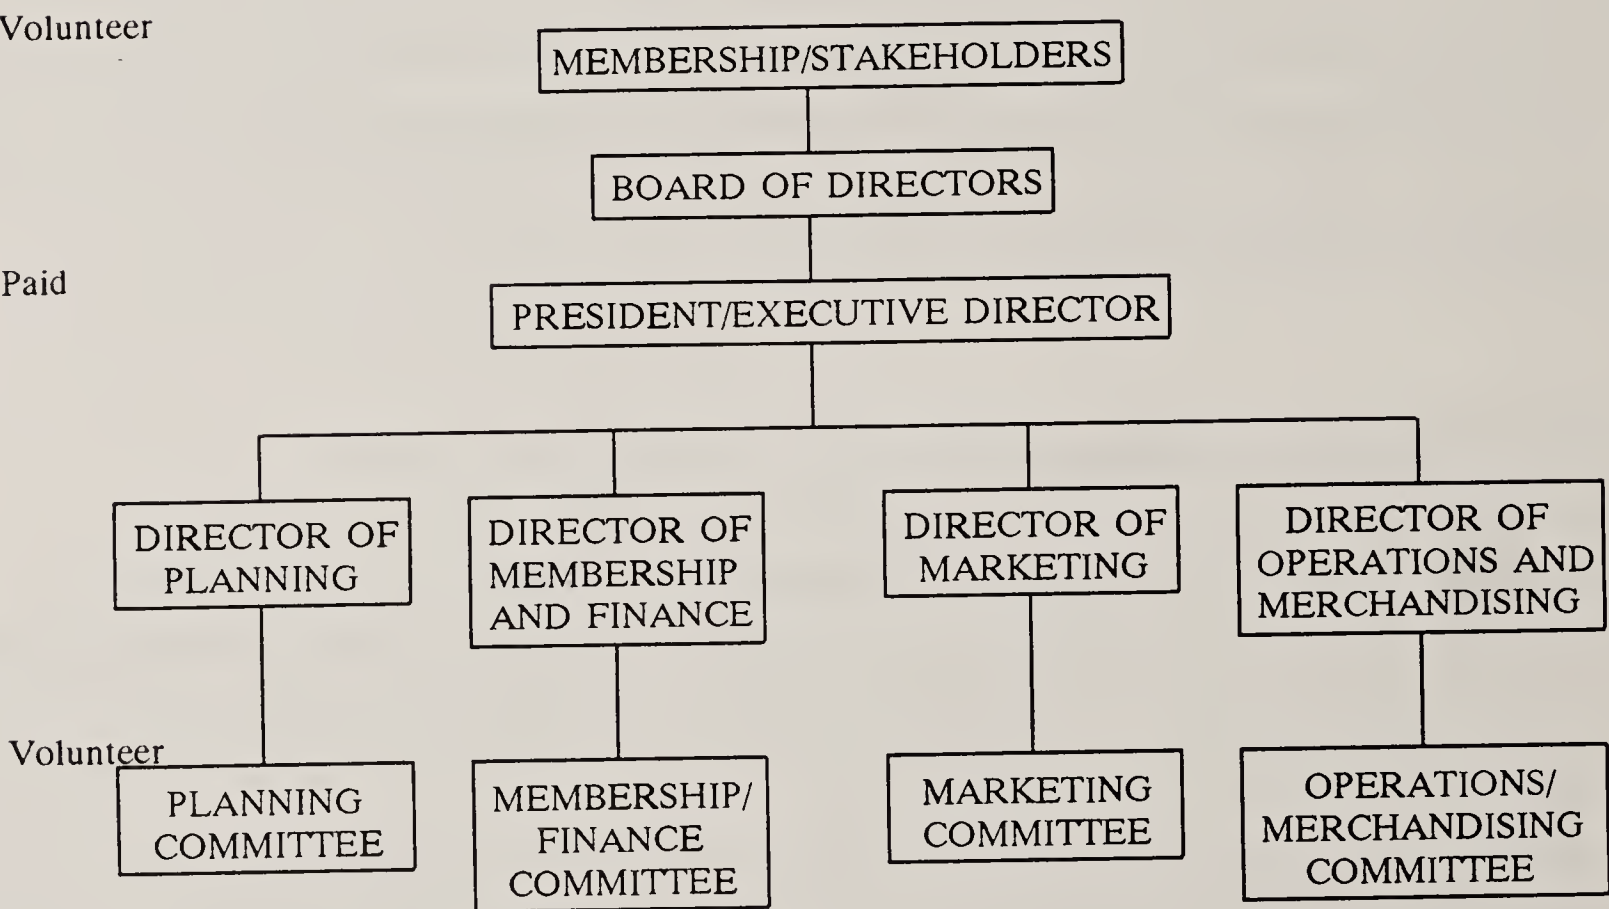 Volunteer
MEMBERSHIP/STAKEHOLDERS
BOARD OF DIRECTORS
Paid
PRESIDENT/EXECUTIVE DIRECTOR
DIRECTOR OF
PLANNING
DIRECTOR OF
MEMBERSHIP
AND FINANCE
DIRECTOR OF
MARKETING
DIRECTOR OF
OPERATIONS AND
MERCHANDISING
Volunteer
PLANNING
COMMITTEE
MEMBERSHIP/
FINANCE
COMMITTEE
MARKETING
COMMITTEE
OPERATIONS/
MERCHANDISING
COMMITTEE